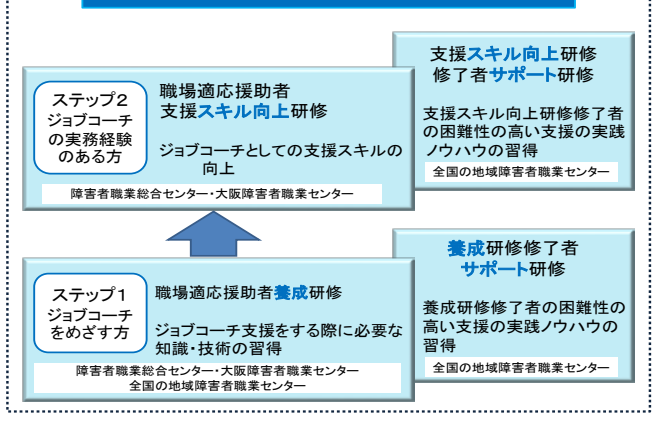 ステップ2
ジョブコーチ
の実務経験
のある方
職場適応援助者
支援スキル向上研修
ジョブコーチとしての支援スキルの
向上
障害者職業総合センター・大阪障害者職業センター
支援スキル向上研修
修了者サポート研修
支援スキル向上研修修了者
の困難性の高い支援の実践
ノウハウの習得
全国の地域障害者職業センター
ステップ1
ジョブコーチ
をめざす方
職場適応援助者養成研修
ジョブコーチ支援をする際に必要な
知識・技術の習得
障害者職業総合センター・大阪障害者職業センター
全国の地域障害者職業センター
養成研修修了者
サポート研修
養成研修修了者の困難性の
高い支援の実践ノウハウの
習得
全国の地域障害者職業センター